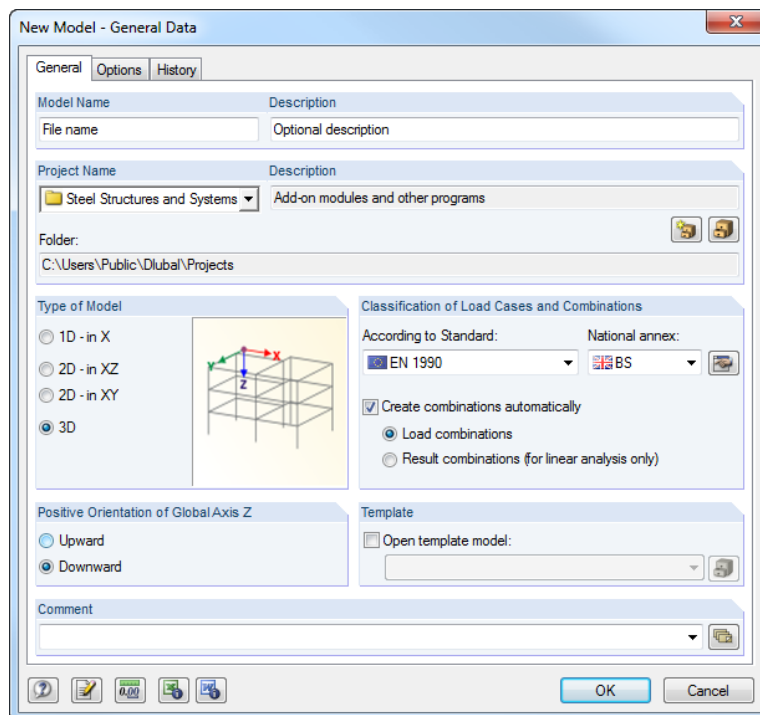 New Model - General Data
General Options History
Model Name Description
File name Optional description
Project Name Description
Steel Structures and Systems Add-on modules and other programs
Folder:
C:\Users\Public\Dlubal\Projects
Type of Model Classification of Load Cases and Combinations
1D - in X
2D - in XZ
2D - in XY
3D
Y X
Z
According to Standard: National annex:
EN 1990 BS
Create combinations automatically
Load combinations
Result combinations (for linear analysis only)
Positive Orientation of Global Axis Z Template
Upward Open template model:
Downward
Comment
0.00
OK Cancel